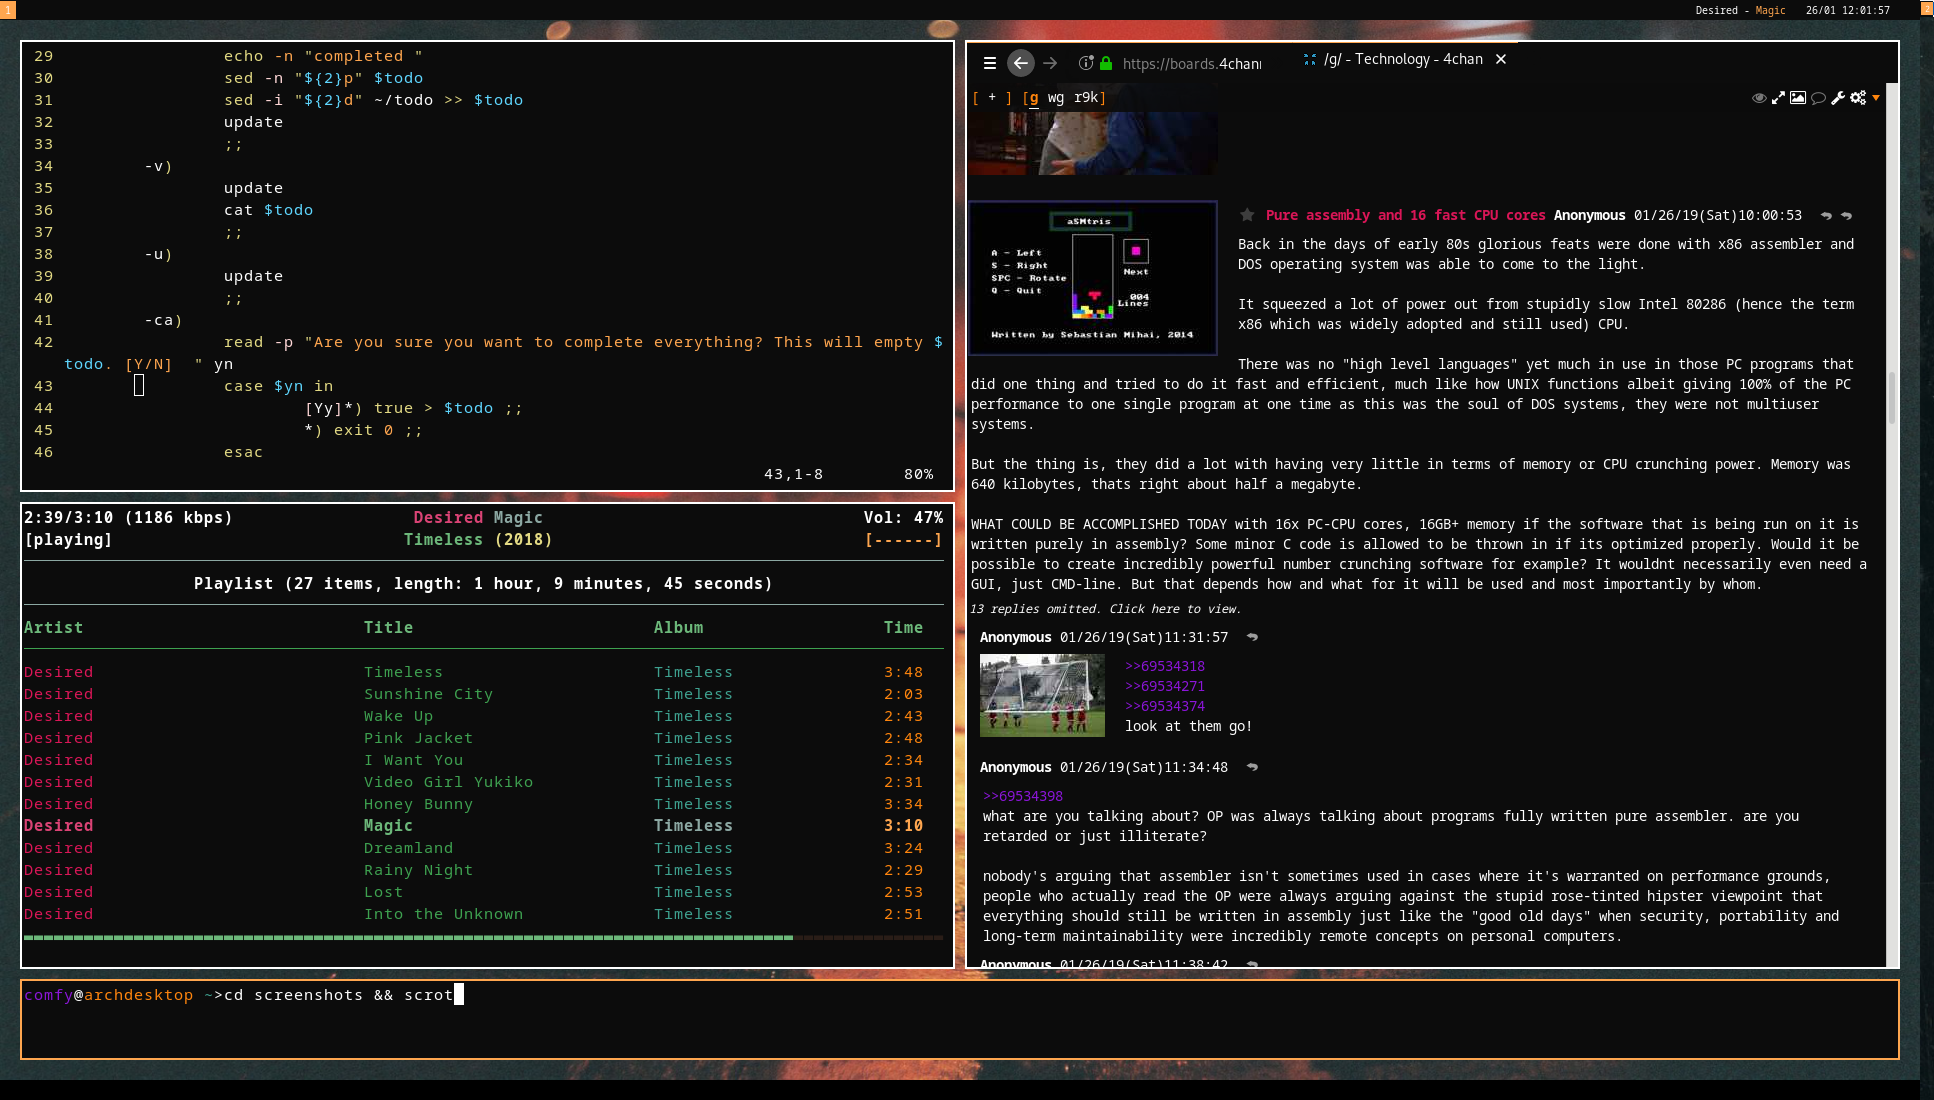 1
Desired - Magic 26/01 12:01:57
2
29 echo -n "completed "
30 sed -n "${2}p" $todo
31 sed -i "${2}d" ~/todo >> $todo
32 update
33 ;;
34 -v)
35 update
36 cat $todo
37 ;;
38 -u)
39 update
40 ;;
41 -ca)
42 read -p "Are you sure you want to complete everything? This will empty $
todo. [Y/N] " yn
43 case $yn in
44 [Yy]*) true > $todo ;;
45 *) exit 0 ;;
46 esac
43,1-8 80%
2:39/3:10 (1186 kbps) Desired Magic Vol: 47%
[playing] Timeless (2018) [------]
Playlist (27 items, length: 1 hour, 9 minutes, 45 seconds)
Artist Title Album Time
Desired Timeless Timeless 3:48
Desired Sunshine City Timeless 2:03
Desired Wake Up Timeless 2:43
Desired Pink Jacket Timeless 2:48
Desired I Want You Timeless 2:34
Desired Video Girl Yukiko Timeless 2:31
Desired Honey Bunny Timeless 3:34
Desired Magic Timeless 3:10
Desired Dreamland Timeless 3:24
Desired Rainy Night Timeless 2:29
Desired Lost Timeless 2:53
Desired Into the Unknown Timeless 2:51
https://boards.4chan
/g/ - Technology - 4chan
[ + ] [g wg r9k]
aSMtris
A - Left
S - Right
SPC - Rotate
Q - Quit
Next
004
Lines
Written by Sebastian Mihai, 2014
Pure assembly and 16 fast CPU cores Anonymous 01/26/19(Sat)10:00:53
Back in the days of early 80s glorious feats were done with x86 assembler and
DOS operating system was able to come to the light.
It squeezed a lot of power out from stupidly slow Intel 80286 (hence the term
x86 which was widely adopted and still used) CPU.
There was no "high level languages" yet much in use in those PC programs that
did one thing and tried to do it fast and efficient, much like how UNIX functions albeit giving 100% of the PC
performance to one single program at one time as this was the soul of DOS systems, they were not multiuser
systems.
But the thing is, they did a lot with having very little in terms of memory or CPU crunching power. Memory was
640 kilobytes, thats right about half a megabyte.
WHAT COULD BE ACCOMPLISHED TODAY with 16x PC-CPU cores, 16GB+ memory if the software that is being run on it is
written purely in assembly? Some minor C code is allowed to be thrown in if its optimized properly. Would it be
possible to create incredibly powerful number crunching software for example? It wouldnt necessarily even need a
GUI, just CMD-line. But that depends how and what for it will be used and most importantly by whom.
13 replies omitted. Click here to view.
Anonymous 01/26/19(Sat)11:31:57
>>69534318
>>69534271
>>69534374
look at them go!
Anonymous 01/26/19(Sat)11:34:48
>>69534398
what are you talking about? OP was always talking about programs fully written pure assembler. are you
retarded or just illiterate?
nobody's arguing that assembler isn't sometimes used in cases where it's warranted on performance grounds,
people who actually read the OP were always arguing against the stupid rose-tinted hipster viewpoint that
everything should still be written in assembly just like the "good old days" when security, portability and
long-term maintainability were incredibly remote concepts on personal computers.
Anonymous 01/26/19(Sat)11:38:42
comfy@archdesktop ~>cd screenshots && scrot